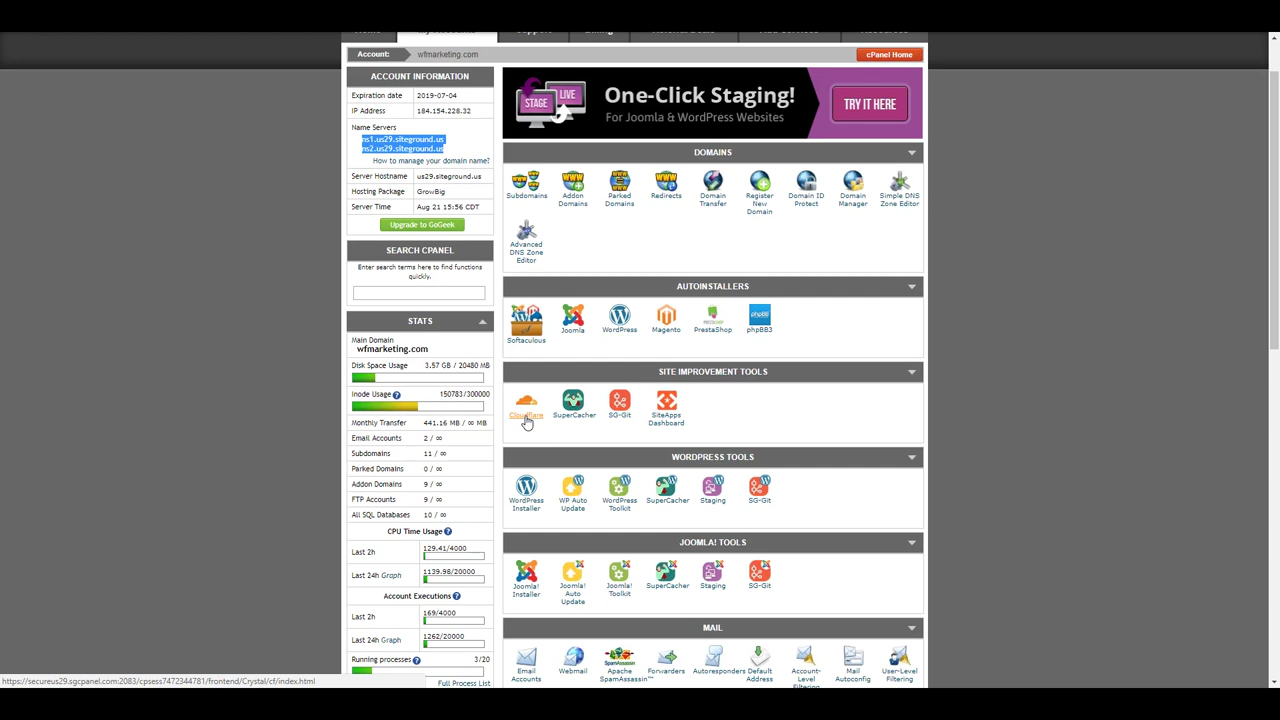 Account:
wfmarketing.com
cPanel Home
ACCOUNT INFORMATION
Expiration date 2019-07-04
IP Address 184.154.228.32
Name Servers
ns1.us29.siteground.us
ns2.us29.siteground.us
How to manage your domain name?
Server Hostname us29.siteground.us
Hosting Package GrowBig
Server Time Aug 21 15:56 CDT
Upgrade to GoGeek
SEARCH CPANEL
Enter search terms here to find functions
quickly.
STATS
Main Domain
wfmarketing.com
Disk Space Usage 3.57 GB / 20480 MB
Inode Usage 150783/300000
Monthly Transfer 441.16 MB / ∞ MB
Email Accounts 2 / ∞
Subdomains 11 / ∞
Parked Domains 0 / ∞
Addon Domains 9 / ∞
FTP Accounts 9 / ∞
All SQL Databases 10 / ∞
CPU Time Usage
Last 2h 129.41/4000
Last 24h Graph 1139.98/20000
Account Executions
Last 2h 169/4000
Last 24h Graph 1262/20000
Running processes 3/20
Full Process List
STAGE LIVE
One-Click Staging!
For Joomla & WordPress Websites
TRY IT HERE
DOMAINS
Subdomains
Addon
Domains
Parked
Domains
Redirects
Domain
Transfer
Register
New
Domain
Domain ID
Protect
Domain
Manager
Simple DNS
Zone Editor
Advanced
DNS Zone
Editor
AUTOINSTALLERS
Softaculous
Joomla
WordPress
Magento
PrestaShop
phpBB3
SITE IMPROVEMENT TOOLS
Cloudflare
SuperCacher
SG-Git
SiteApps
Dashboard
WORDPRESS TOOLS
WordPress
Installer
WP Auto
Update
WordPress
Toolkit
SuperCacher
Staging
SG-Git
JOOMLA! TOOLS
Joomla!
Installer
Joomla!
Auto
Update
Joomla!
Toolkit
SuperCacher
Staging
SG-Git
MAIL
Email
Accounts
Webmail
Apache
SpamAssassin™
Forwarders
Autoresponders
Default
Address
Account-
Level
Filtering
Mail
Autoconfig
User-Level
Filtering
https://secureus29.sgcpanel.com:2083/cpsess7472344781/frontend/Crystal/cf/index.html